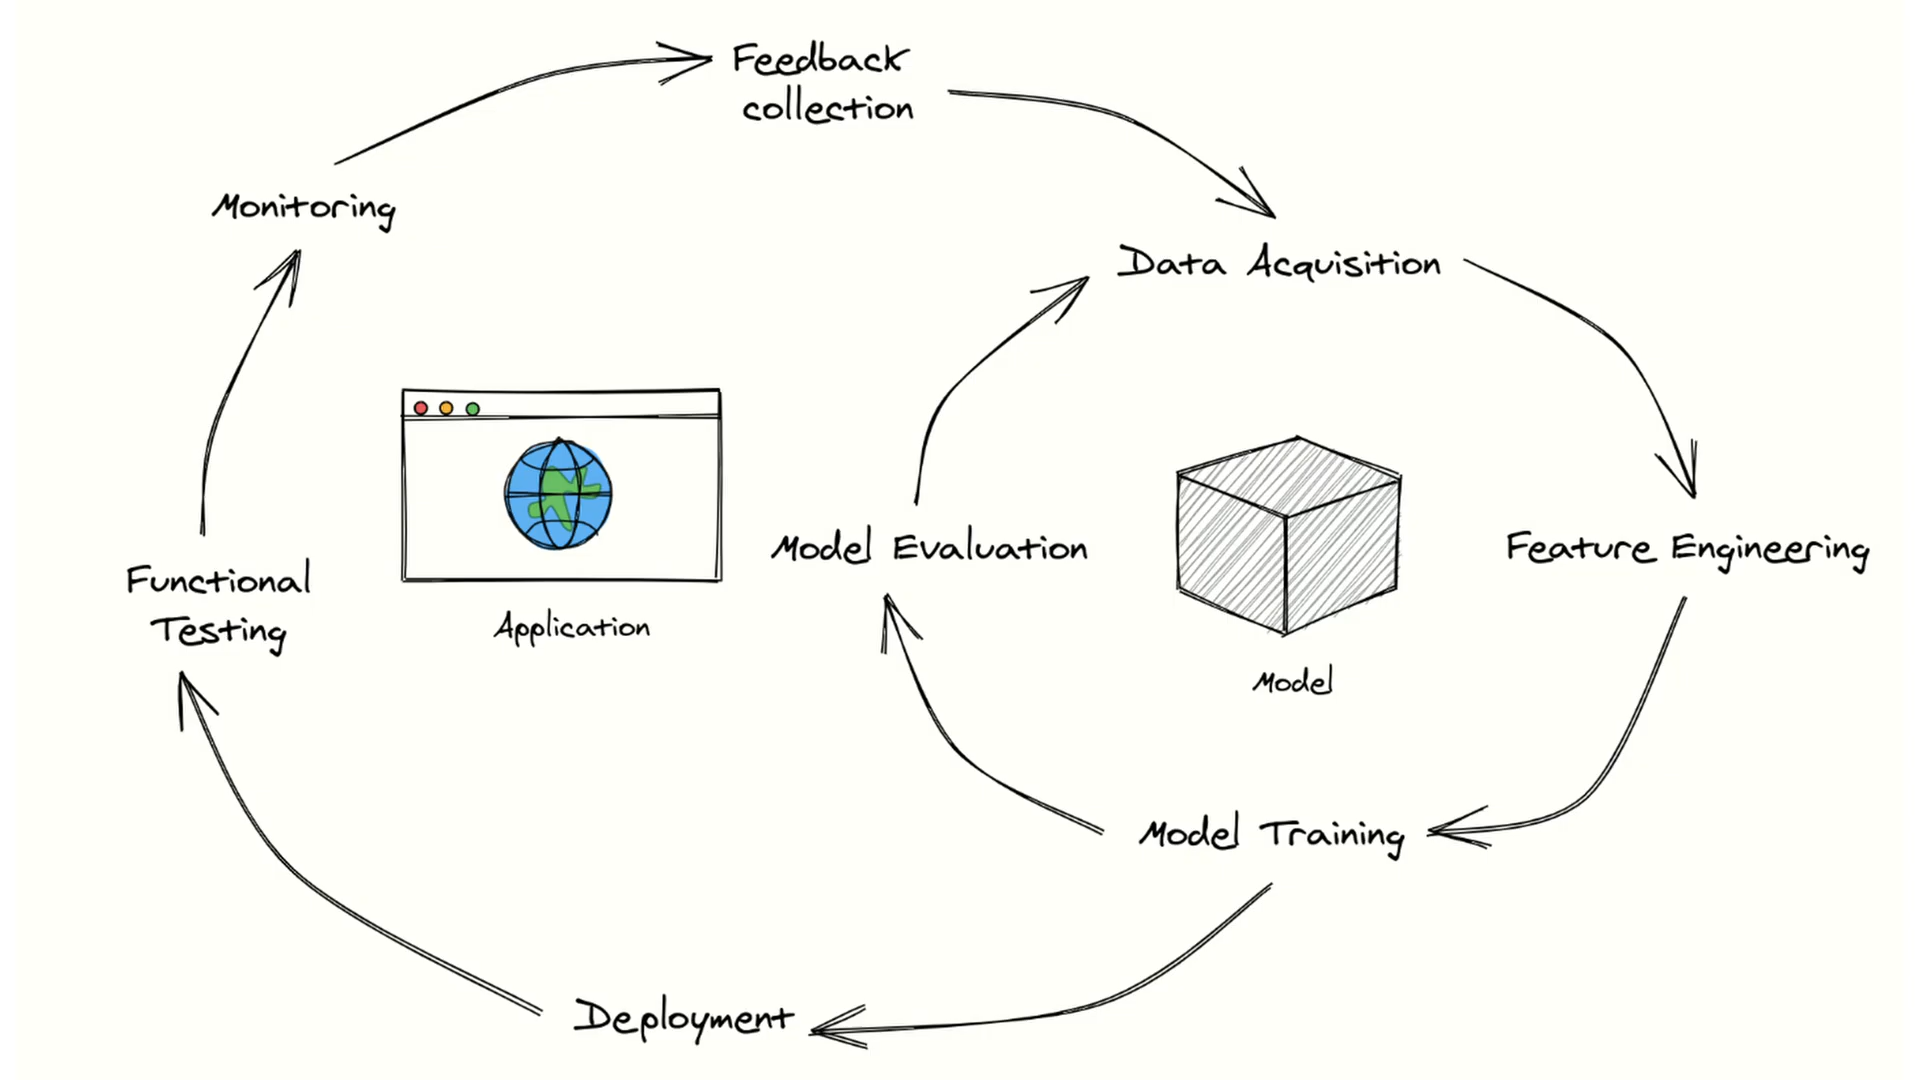 Feedback
collection
Monitoring
Data Acquisition
Model Evaluation
Feature Engineering
Functional
Testing
Application
Model
Model Training
Deployment